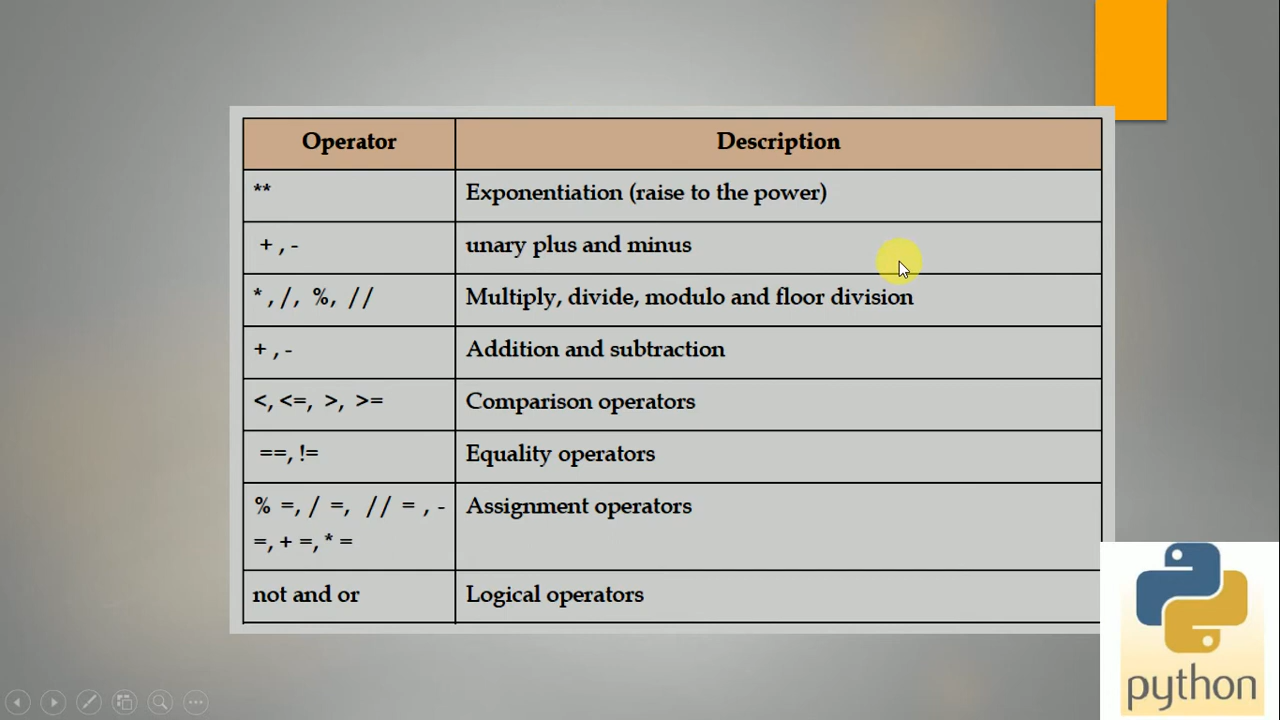 Operator Description
** Exponentiation (raise to the power)
+ , - unary plus and minus
* , /, %, // Multiply, divide, modulo and floor division
+ , - Addition and subtraction
<, <=, >, >= Comparison operators
==, != Equality operators
% =, / =, // = , - Assignment operators
=, + =, * =
not and or Logical operators
python